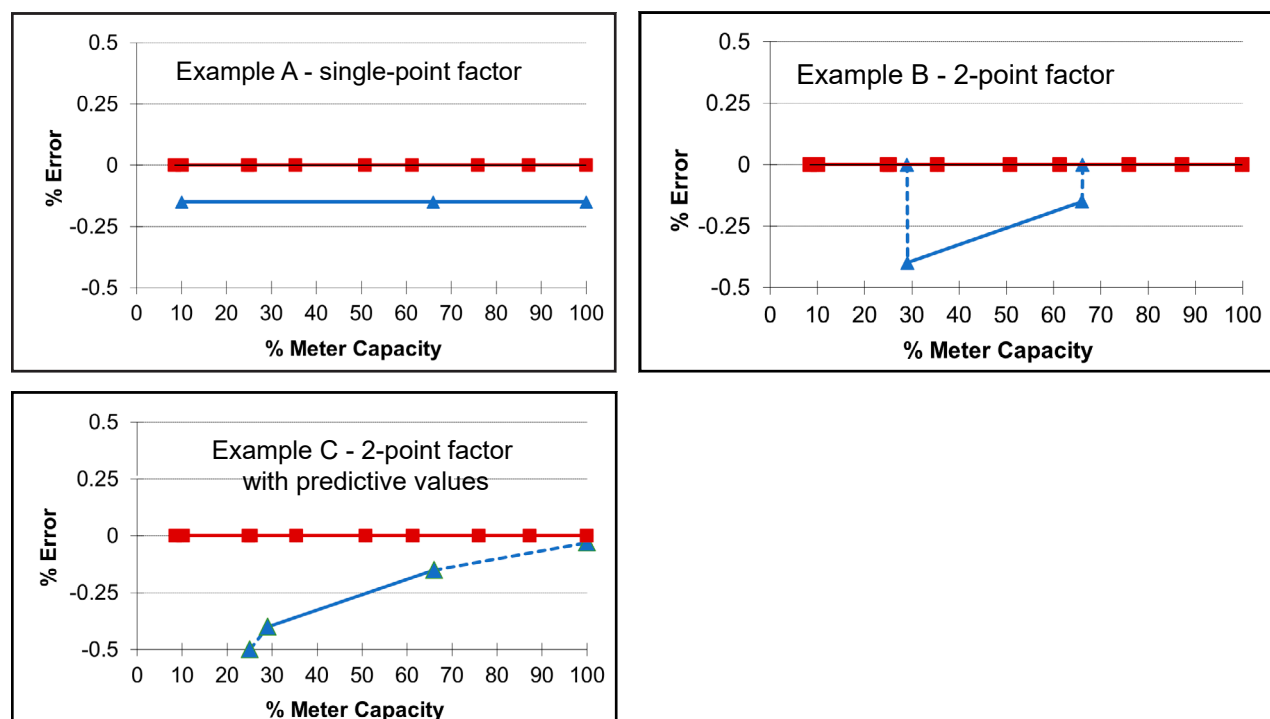 Example A - single-point factor
% Error
0.5
0.25
0
-0.25
-0.5
0 10 20 30 40 50 60 70 80 90 100
% Meter Capacity
Example B - 2-point factor
% Error
0.5
0.25
0
-0.25
-0.5
0 10 20 30 40 50 60 70 80 90 100
% Meter Capacity
Example C - 2-point factor
with predictive values
% Error
0.5
0.25
0
-0.25
-0.5
0 10 20 30 40 50 60 70 80 90 100
% Meter Capacity